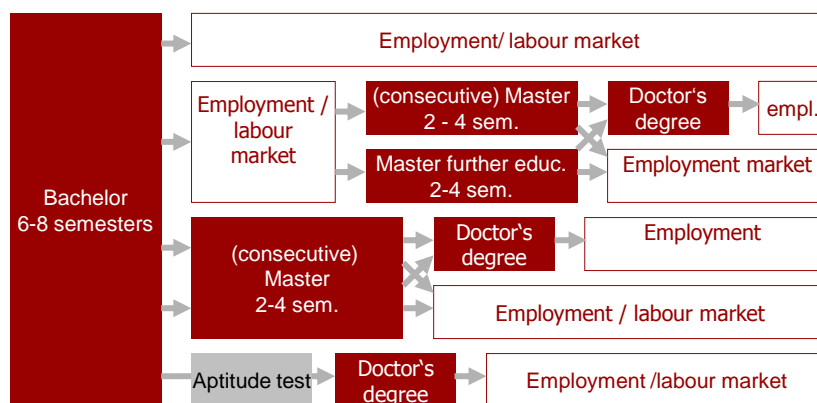 Bachelor
6-8 semesters
Employment/ labour market
Employment /
labour
market
(consecutive) Master
2 - 4 sem.
Doctor‘s
degree
empl.
Master further educ.
2-4 sem.
Employment market
(consecutive)
Master
2-4 sem.
Doctor‘s
degree
Employment
Employment / labour market
Aptitude test
Doctor‘s
degree
Employment /labour market